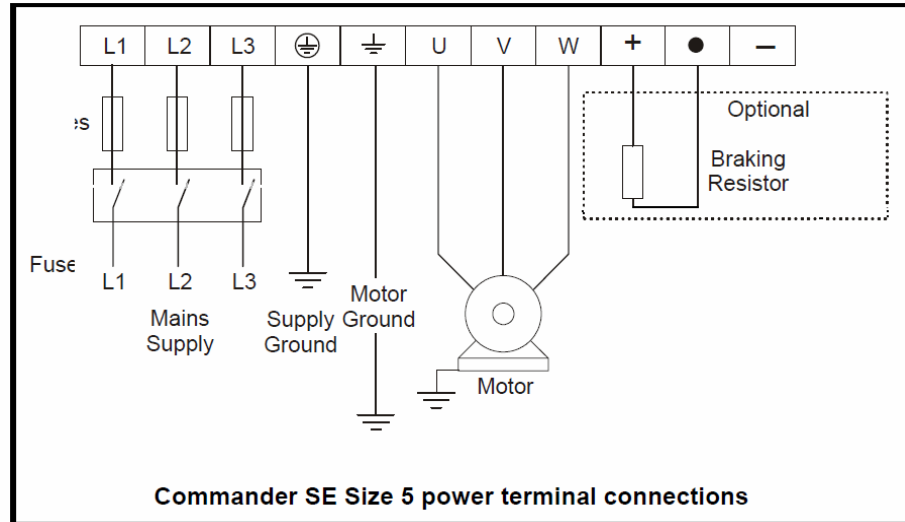 L1 L2 L3 ⏚ U V W + ● –
Optional
Braking
Resistor
es
Fuse
L1 L2 L3
Mains
Supply
Supply
Ground
Motor
Ground
Motor
Commander SE Size 5 power terminal connections